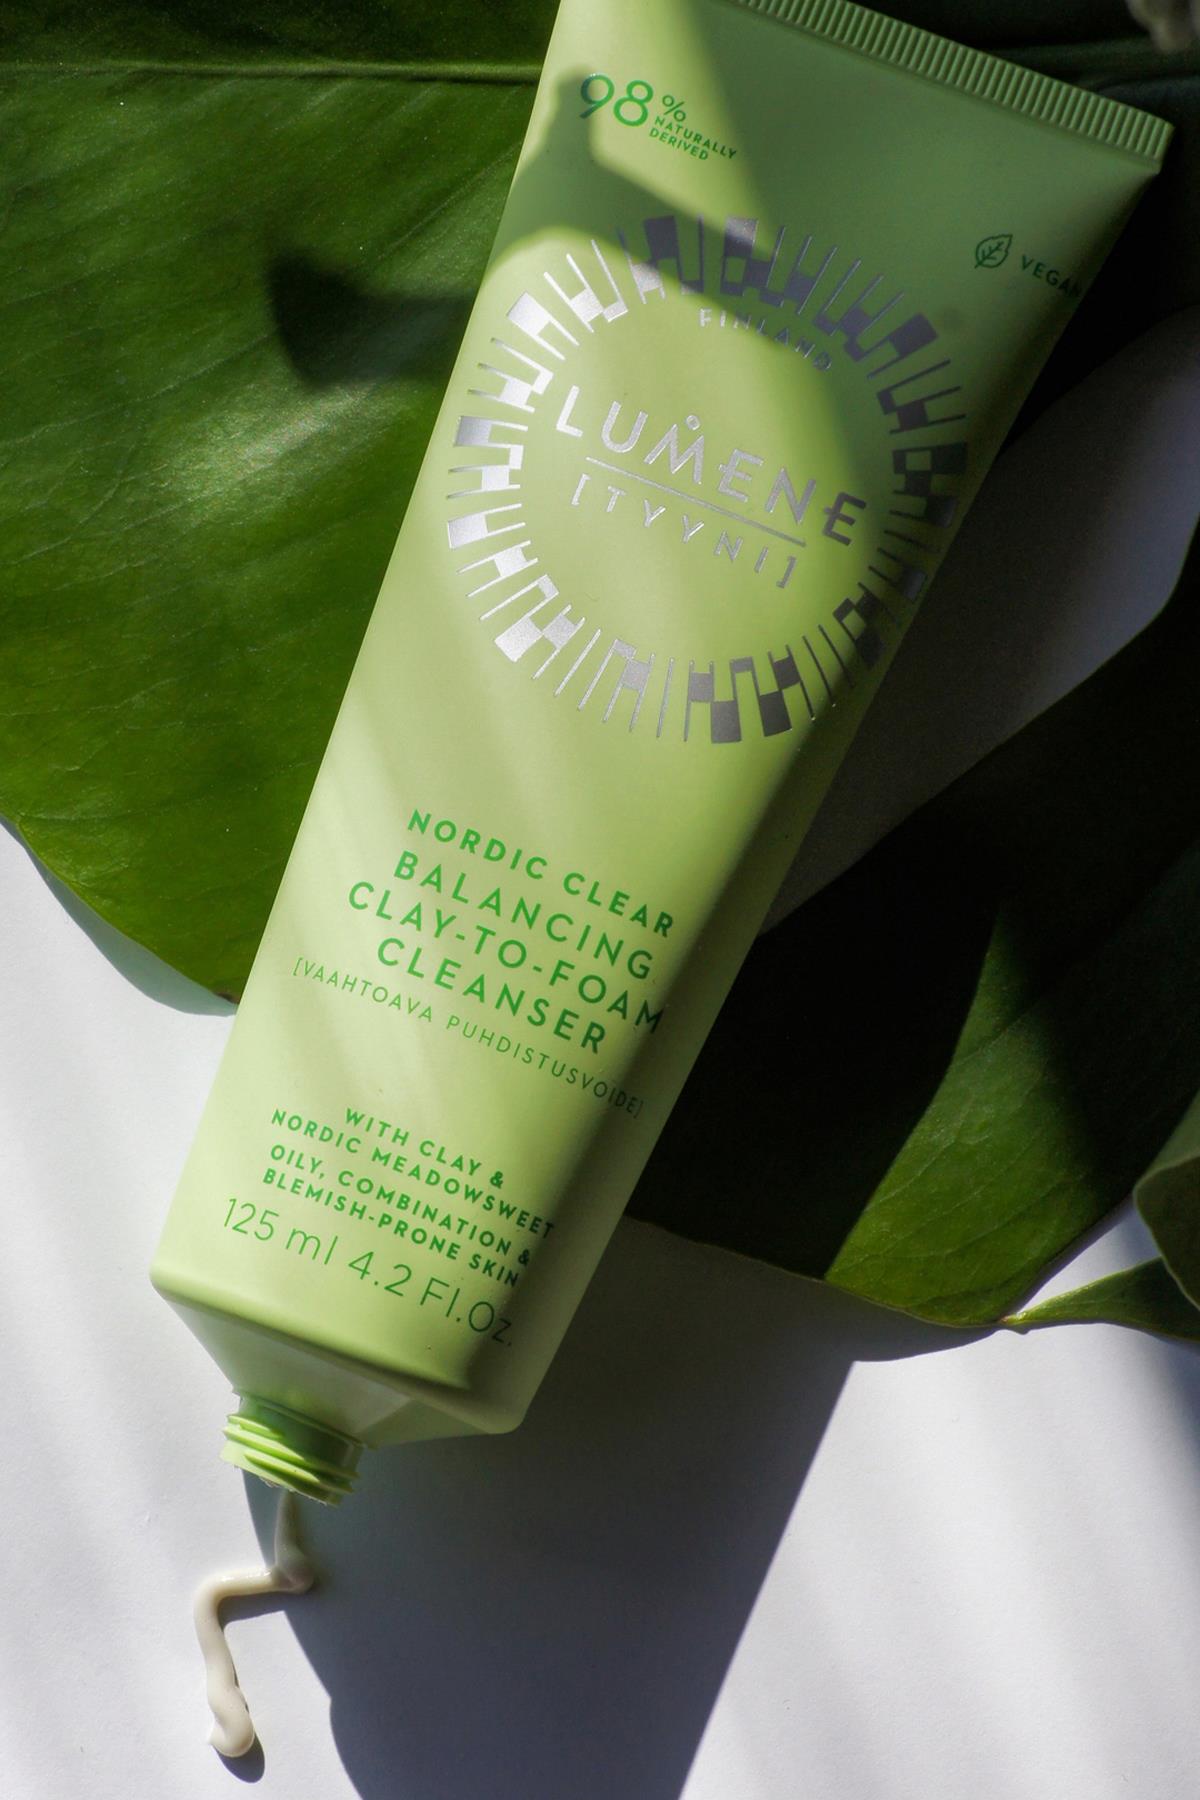 98%
NATURALLY
DERIVED
VEGAN
FINLAND
LUMENE
[TYYNI]
NORDIC CLEAR
BALANCING
CLAY-TO-FOAM
CLEANSER
[VAAHTOAVA PUHDISTUSVOIDE]
WITH CLAY &
NORDIC MEADOWSWEET
OILY, COMBINATION &
BLEMISH-PRONE SKIN
125 ml 4.2 Fl.Oz.